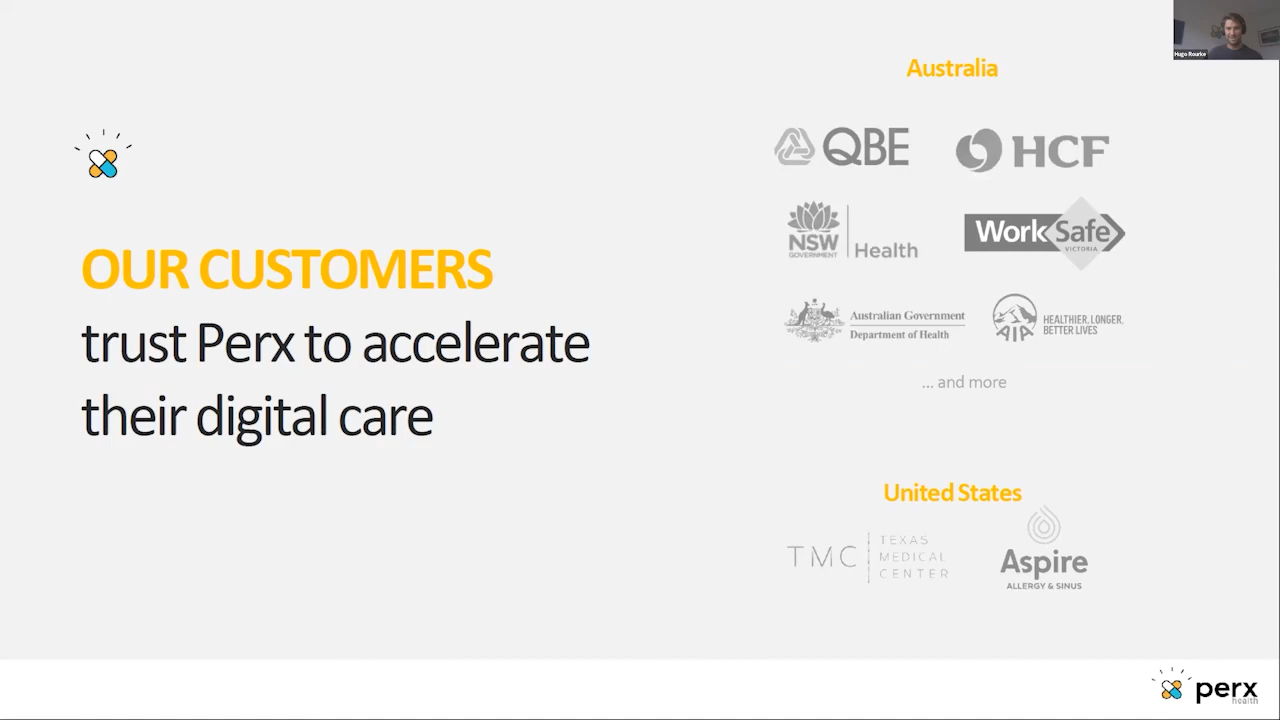 Hugo Rourke
OUR CUSTOMERS
trust Perx to accelerate
their digital care
Australia
QBE
HCF
NSW
GOVERNMENT
Health
WorkSafe
VICTORIA
Australian Government
Department of Health
AIA
HEALTHIER, LONGER,
BETTER LIVES
... and more
United States
TMC
TEXAS
MEDICAL
CENTER
Aspire
ALLERGY & SINUS
perx
health